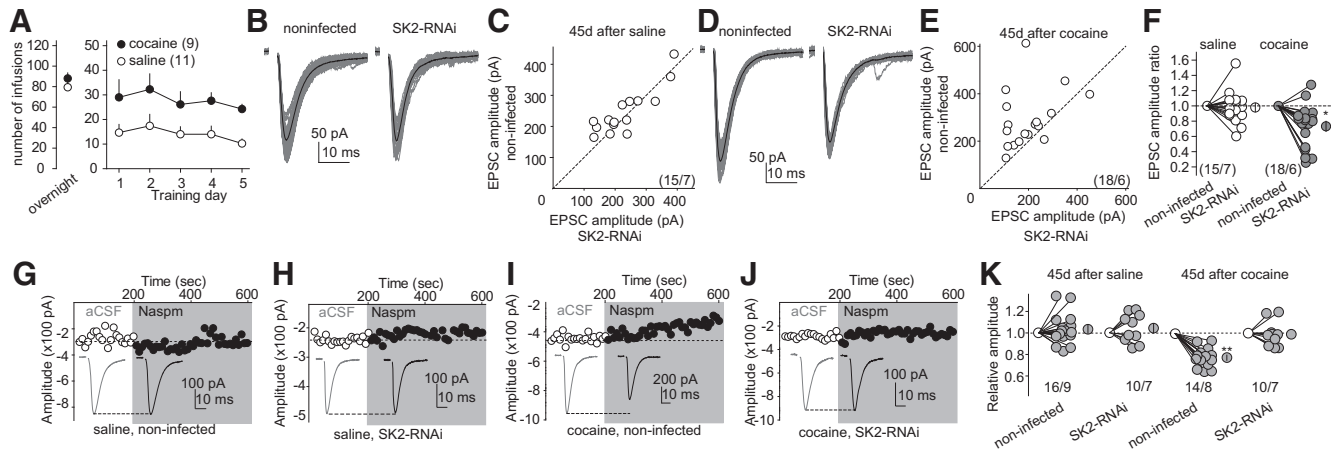 A
number of infusions
120
100
80
60
40
20
0
overnight
50
40
30
20
10
0
cocaine (9)
saline (11)
1 2 3 4 5
Training day
B
noninfected SK2-RNAi
50 pA
10 ms
C
45d after saline
EPSC amplitude (pA)
non-infected
400
300
200
100
(15/7)
0 100 200 300 400
EPSC amplitude (pA)
SK2-RNAi
D
noninfected SK2-RNAi
50 pA
10 ms
E
45d after cocaine
EPSC amplitude (pA)
non-infected
600
400
200
(18/6)
0 200 400 600
EPSC amplitude (pA)
SK2-RNAi
F
saline cocaine
EPSC amplitude ratio
1.6
1.4
1.2
1.0
0.8
0.6
0.4
0.2
*
(15/7) (18/6)
non-infected
SK2-RNAi
non-infected
SK2-RNAi
G
Time (sec)
200 400 600
aCSF Naspm
Amplitude (x100 pA)
-2
-4
-6
-8
100 pA
10 ms
saline, non-infected
H
Time (sec)
200 400 600
aCSF Naspm
Amplitude (x100 pA)
-2
-3
-4
-5
100 pA
10 ms
saline, SK2-RNAi
I
Time (sec)
200 400 600
aCSF Naspm
Amplitude (x100 pA)
-2
-4
-6
-8
-10
200 pA
10 ms
cocaine, non-infected
J
Time (sec)
200 400 600
aCSF Naspm
Amplitude (x100 pA)
-2
-4
-6
-8
-10
100 pA
10 ms
cocaine, SK2-RNAi
K
45d after saline 45d after cocaine
Relative amplitude
1.4
1.2
1.0
0.8
0.6
**
16/9 10/7 14/8 10/7
non-infected
SK2-RNAi
non-infected
SK2-RNAi